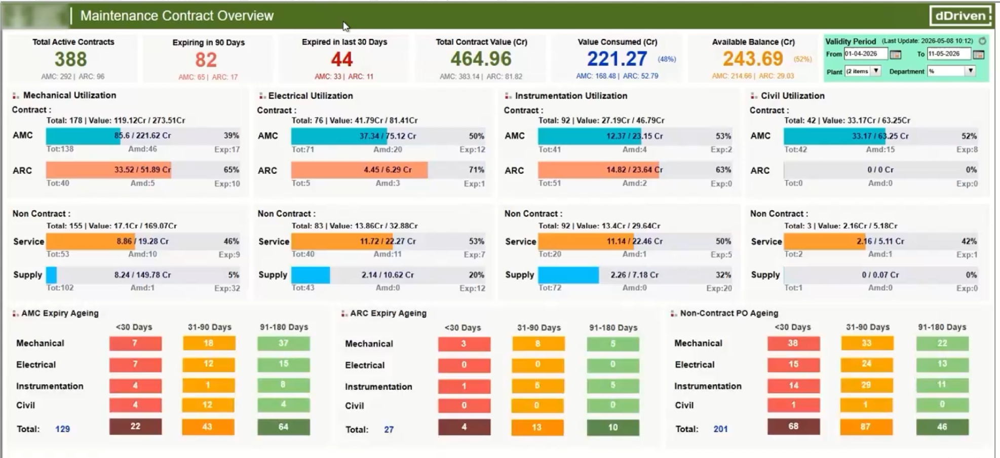 Maintenance Contract Overview
dDriven
Total Active Contracts
388
AMC: 292 | ARC: 96
Expiring in 90 Days
82
AMC: 65 | ARC: 17
Expired in last 30 Days
44
AMC: 33 | ARC: 11
Total Contract Value (Cr)
464.96
AMC: 383.14 | ARC: 81.82
Value Consumed (Cr)
221.27 (48%)
AMC: 168.48 | ARC: 52.79
Available Balance (Cr)
243.69 (52%)
AMC: 214.66 | ARC: 29.03
Validity Period (Last Update: 2026-05-08 10:12)
From 01-04-2026 To 11-05-2026
Plant (2 items Department %
Mechanical Utilization
Contract :
Total: 178 | Value: 119.12Cr / 273.51Cr
AMC 85.6 / 221.62 Cr 39%
Tot:138 Amd:46 Exp:17
ARC 33.52 / 51.89 Cr 65%
Tot:40 Amd:5 Exp:10
Electrical Utilization
Contract :
Total: 76 | Value: 41.79Cr / 81.41Cr
AMC 37.34 / 75.12 Cr 50%
Tot:71 Amd:20 Exp:12
ARC 4.45 / 6.29 Cr 71%
Tot:5 Amd:3 Exp:1
Instrumentation Utilization
Contract :
Total: 92 | Value: 27.19Cr / 46.79Cr
AMC 12.37 / 23.15 Cr 53%
Tot:41 Amd:4 Exp:2
ARC 14.82 / 23.64 Cr 63%
Tot:51 Amd:2 Exp:0
Civil Utilization
Contract :
Total: 42 | Value: 33.17Cr / 63.25Cr
AMC 33.17 / 63.25 Cr 52%
Tot:42 Amd:15 Exp:8
ARC 0 / 0 Cr 0%
Tot:0 Amd:0 Exp:0
Non Contract :
Total: 155 | Value: 17.1Cr / 169.07Cr
Service 8.86 / 19.28 Cr 46%
Tot:53 Amd:10 Exp:9
Supply 8.24 / 149.78 Cr 5%
Tot:102 Amd:1 Exp:32
Non Contract :
Total: 83 | Value: 13.86Cr / 32.88Cr
Service 11.72 / 22.27 Cr 53%
Tot:40 Amd:11 Exp:7
Supply 2.14 / 10.62 Cr 20%
Tot:43 Amd:0 Exp:12
Non Contract :
Total: 92 | Value: 13.4Cr / 29.64Cr
Service 11.14 / 22.46 Cr 50%
Tot:20 Amd:1 Exp:5
Supply 2.26 / 7.18 Cr 32%
Tot:72 Amd:0 Exp:20
Non Contract :
Total: 3 | Value: 2.16Cr / 5.18Cr
Service 2.16 / 5.11 Cr 42%
Tot:2 Amd:1 Exp:1
Supply 0 / 0.07 Cr 0%
Tot:1 Amd:0 Exp:0
AMC Expiry Ageing
<30 Days 31-90 Days 91-180 Days
Mechanical 7 18 37
Electrical 7 12 15
Instrumentation 4 1 8
Civil 4 12 4
Total: 129 22 43 64
ARC Expiry Ageing
<30 Days 31-90 Days 91-180 Days
Mechanical 3 8 5
Electrical 0 0 0
Instrumentation 1 5 5
Civil 0 0 0
Total: 27 4 13 10
Non-Contract PO Ageing
<30 Days 31-90 Days 91-180 Days
Mechanical 38 33 22
Electrical 15 24 13
Instrumentation 14 29 11
Civil 1 1 0
Total: 201 68 87 46